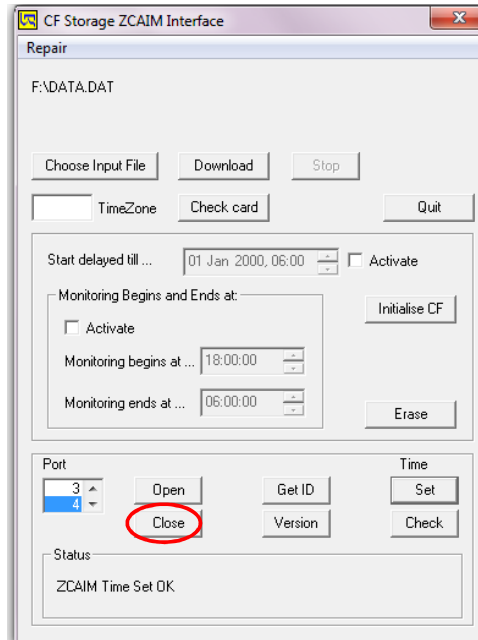 CF Storage ZCAIM Interface
Repair
F:\DATA.DAT
Choose Input File Download Stop
TimeZone Check card Quit
Start delayed till ... 01 Jan 2000, 06:00 Activate
Monitoring Begins and Ends at:
Initialise CF
Activate
Monitoring begins at ... 18:00:00
Monitoring ends at ... 06:00:00
Erase
Port Time
3
Open Get ID Set
4
Close Version Check
Status
ZCAIM Time Set OK